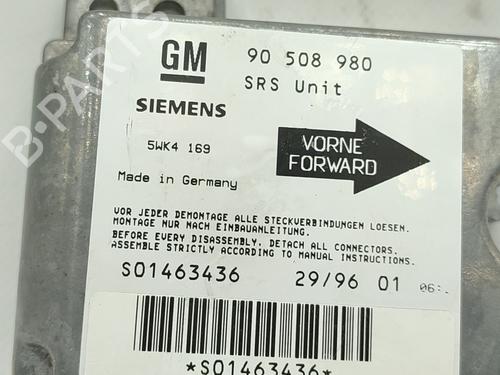 GM 90 508 980
SRS Unit
SIEMENS
5WK4 169
VORNE
FORWARD
Made in Germany
VOR JEDER DEMONTAGE ALLE STECKVERBINDUNGEN LOESEN.
MONTAGE NUR NACH EINBAUANLEITUNG.
BEFORE EVERY DISASSEMBLY, DETACH ALL CONNECTORS.
ASSEMBLE STRICTLY ACCORDING TO MANUAL INSTRUCTIONS.
S01463436 29/96 01 06:
*S01463436*
B-PARTS